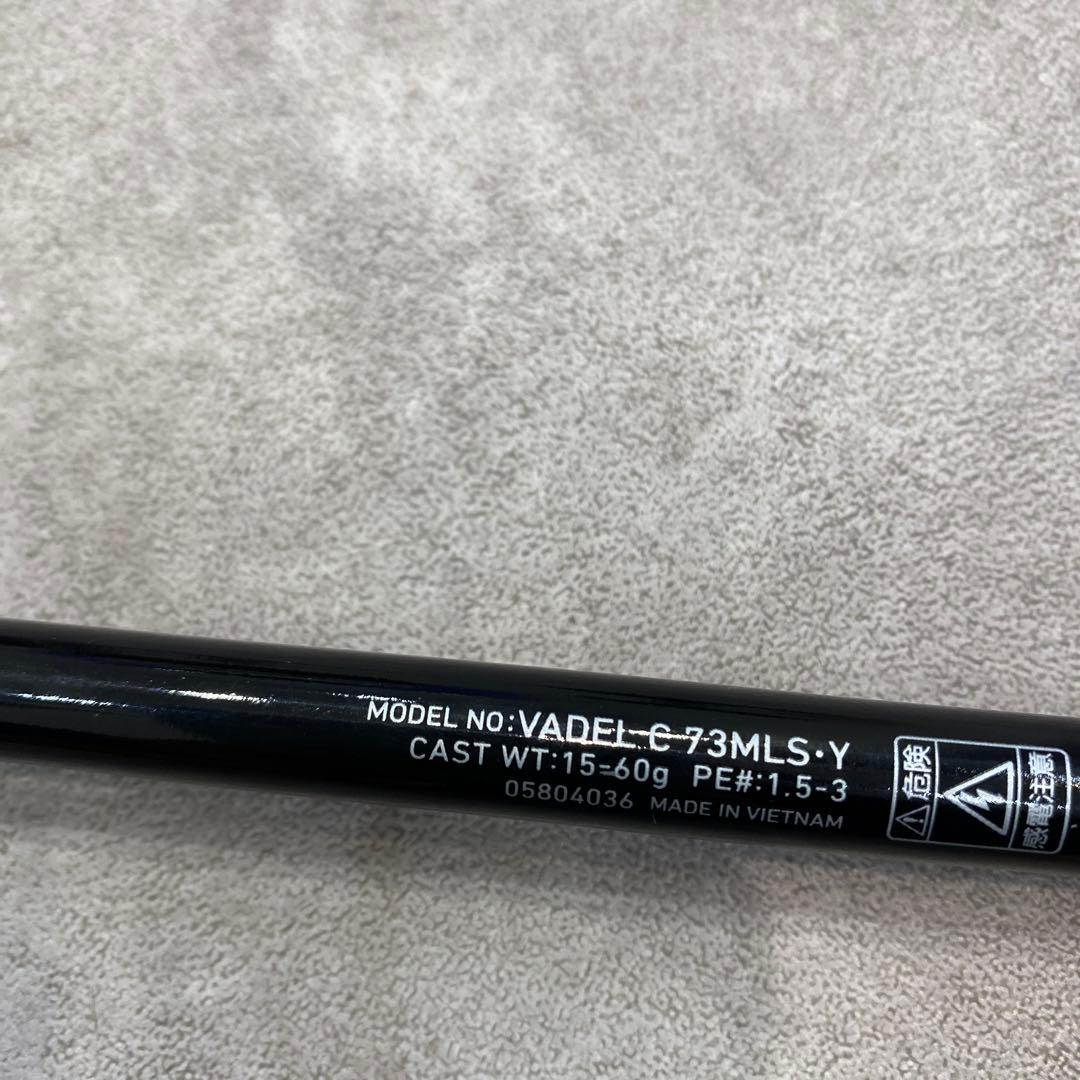 MODEL NO:VADEL C 73MLS·Y
CAST WT:15-60g PE#:1.5-3
05804036 MADE IN VIETNAM
危険
感電注意